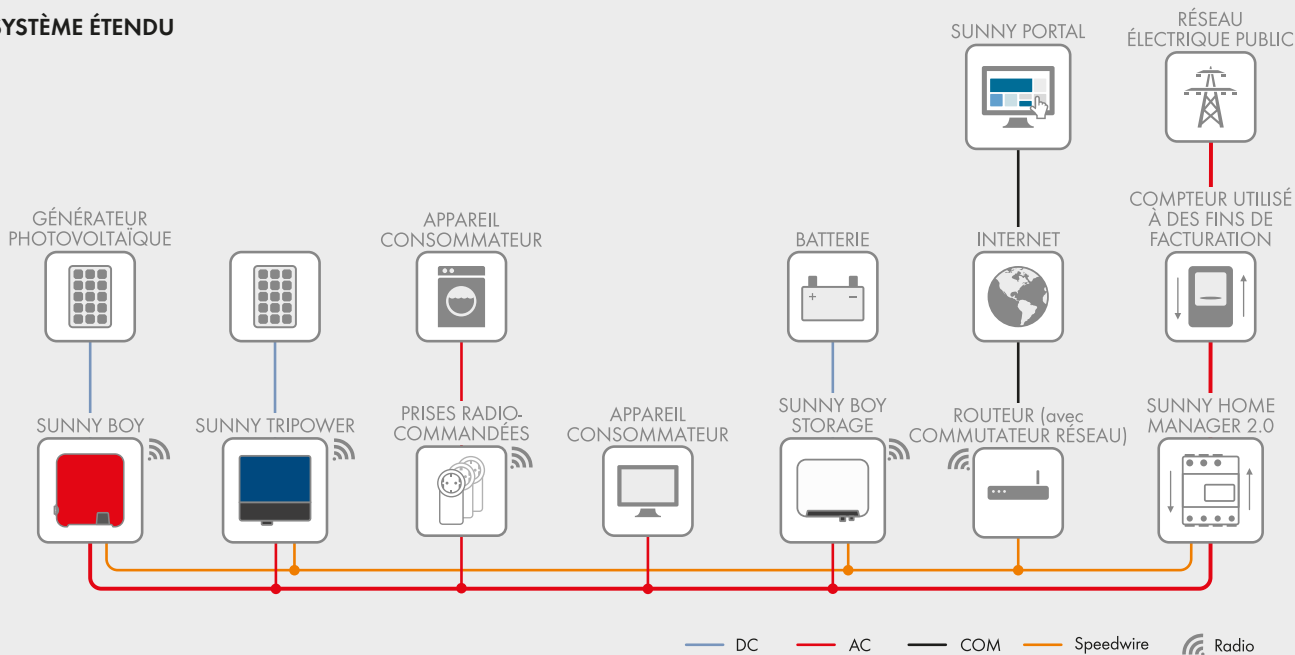 SYSTÈME ÉTENDU
SUNNY PORTAL
RÉSEAU
ÉLECTRIQUE PUBLIC
GÉNÉRATEUR
PHOTOVOLTAÏQUE
APPAREIL
CONSOMMATEUR
BATTERIE
INTERNET
COMPTEUR UTILISÉ
À DES FINS DE
FACTURATION
SUNNY BOY
SUNNY TRIPOWER
PRISES RADIO-
COMMANDÉES
APPAREIL
CONSOMMATEUR
SUNNY BOY
STORAGE
ROUTEUR (avec
COMMUTATEUR RÉSEAU)
SUNNY HOME
MANAGER 2.0
DC
AC
COM
Speedwire
Radio